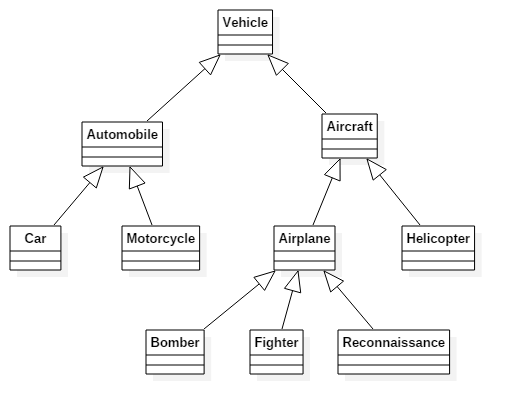 Vehicle
Automobile
Aircraft
Car
Motorcycle
Airplane
Helicopter
Bomber
Fighter
Reconnaissance